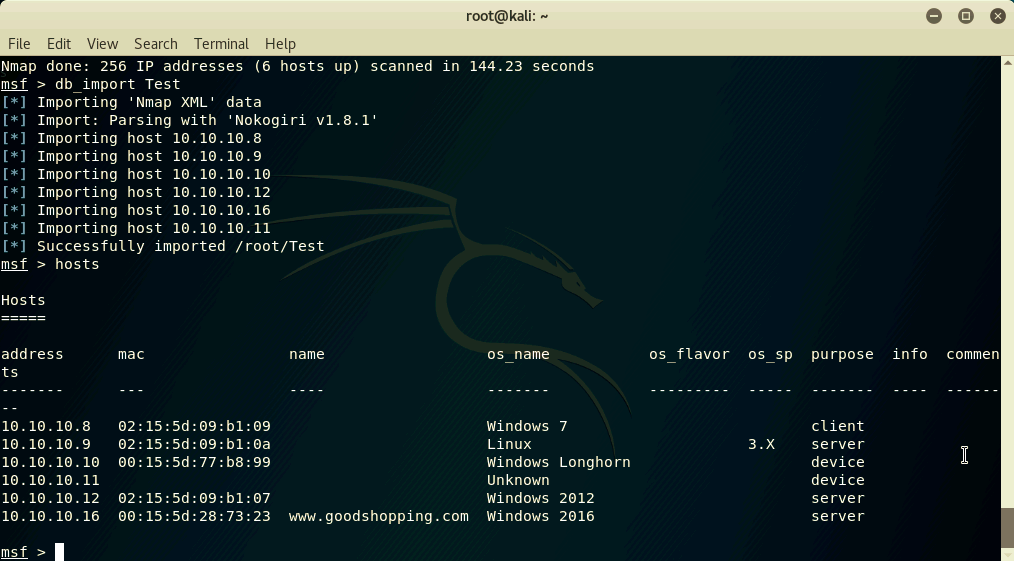 root@kali: ~
File Edit View Search Terminal Help
Nmap done: 256 IP addresses (6 hosts up) scanned in 144.23 seconds
msf > db_import Test
[*] Importing 'Nmap XML' data
[*] Import: Parsing with 'Nokogiri v1.8.1'
[*] Importing host 10.10.10.8
[*] Importing host 10.10.10.9
[*] Importing host 10.10.10.10
[*] Importing host 10.10.10.12
[*] Importing host 10.10.10.16
[*] Importing host 10.10.10.11
[*] Successfully imported /root/Test
msf > hosts
Hosts
=====
address      mac                name                  os_name           os_flavor  os_sp  purpose  info  commen
ts
-------      ---                ----                  -------           ---------  -----  -------  ----  ------
--
10.10.10.8   02:15:5d:09:b1:09                        Windows 7                           client
10.10.10.9   02:15:5d:09:b1:0a                        Linux                        3.X    server
10.10.10.10  00:15:5d:77:b8:99                        Windows Longhorn                    device
10.10.10.11                                           Unknown                             device
10.10.10.12  02:15:5d:09:b1:07                        Windows 2012                        server
10.10.10.16  00:15:5d:28:73:23  www.goodshopping.com  Windows 2016                        server
msf >